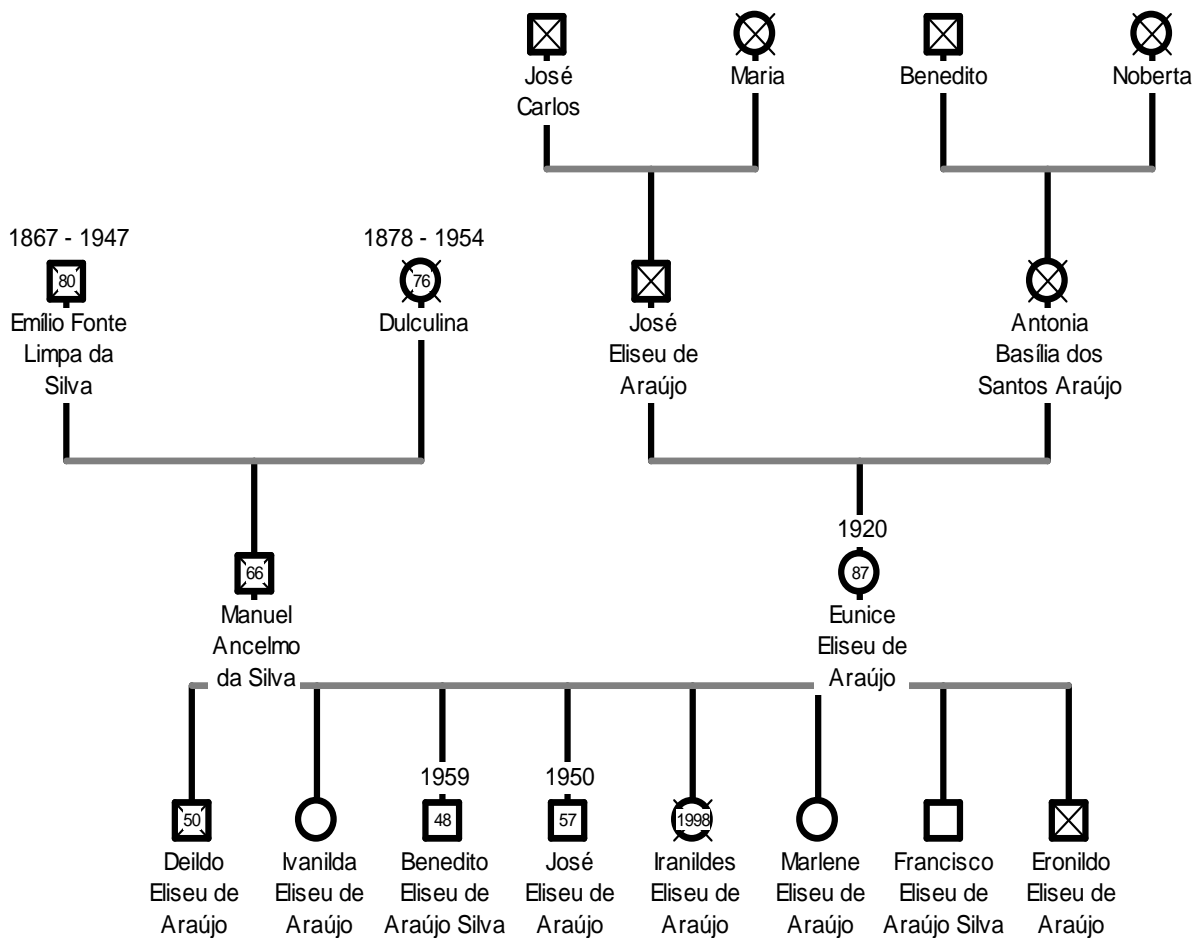 José
Carlos
Maria
Benedito
Noberta
1867 - 1947
80
Emílio Fonte
Limpa da
Silva
1878 - 1954
76
Dulculina
José
Eliseu de
Araújo
Antonia
Basília dos
Santos Araújo
66
Manuel
Ancelmo
da Silva
1920
87
Eunice
Eliseu de
Araújo
50
Deildo
Eliseu de
Araújo
Ivanilda
Eliseu de
Araújo
1959
48
Benedito
Eliseu de
Araújo Silva
1950
57
José
Eliseu de
Araújo
1998
Iranildes
Eliseu de
Araújo
Marlene
Eliseu de
Araújo
Francisco
Eliseu de
Araújo Silva
Eronildo
Eliseu de
Araújo